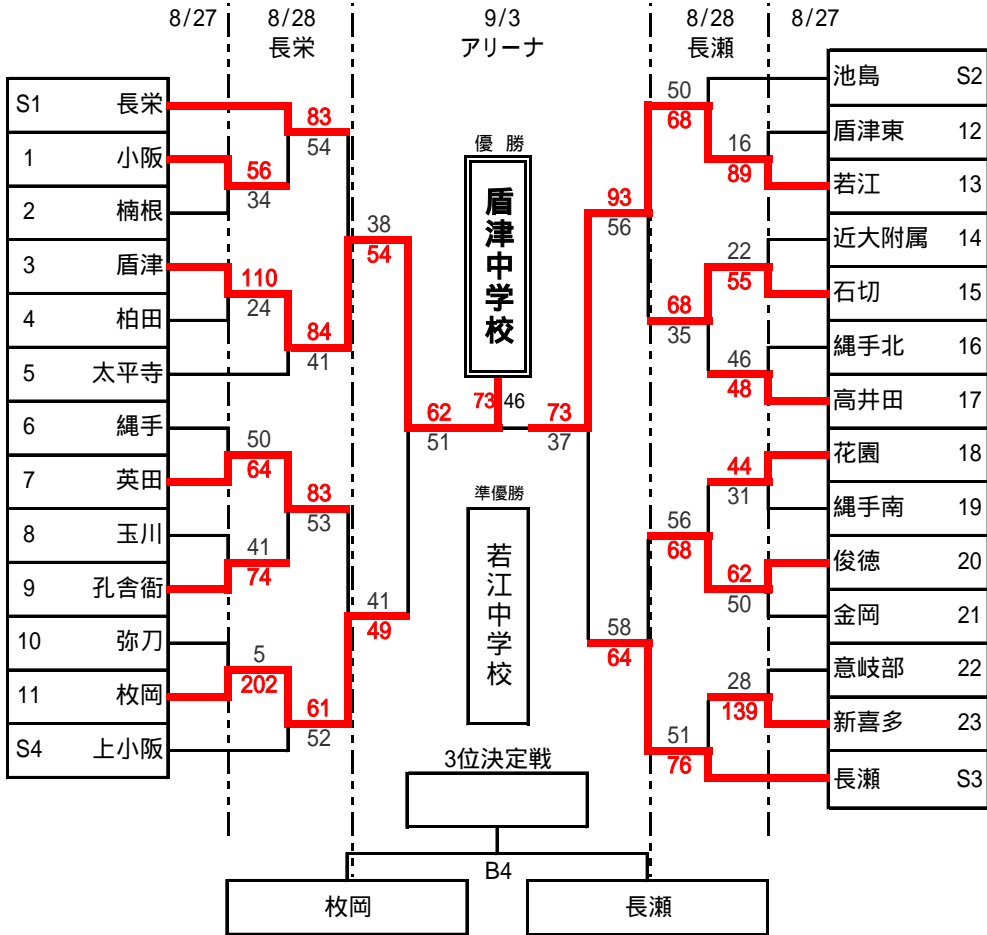 8/27 8/28 9/3 8/28 8/27
長栄 アリーナ 長瀬
S1 長栄
1 小阪
2 楠根
3 盾津
4 柏田
5 太平寺
6 縄手
7 英田
8 玉川
9 孔舎衙
10 弥刀
11 枚岡
S4 上小阪
56
34
110
24
50
64
41
74
5
202
83
54
84
41
83
53
61
52
38
54
41
49
62
51
優勝
盾津中学校
73 46
準優勝
若江中学校
73
37
93
56
58
64
50
68
68
35
56
68
51
76
16
89
22
55
46
48
44
31
62
50
28
139
池島 S2
盾津東 12
若江 13
近大附属 14
石切 15
縄手北 16
高井田 17
花園 18
縄手南 19
俊徳 20
金岡 21
意岐部 22
新喜多 23
長瀬 S3
3位決定戦
B4
枚岡 長瀬